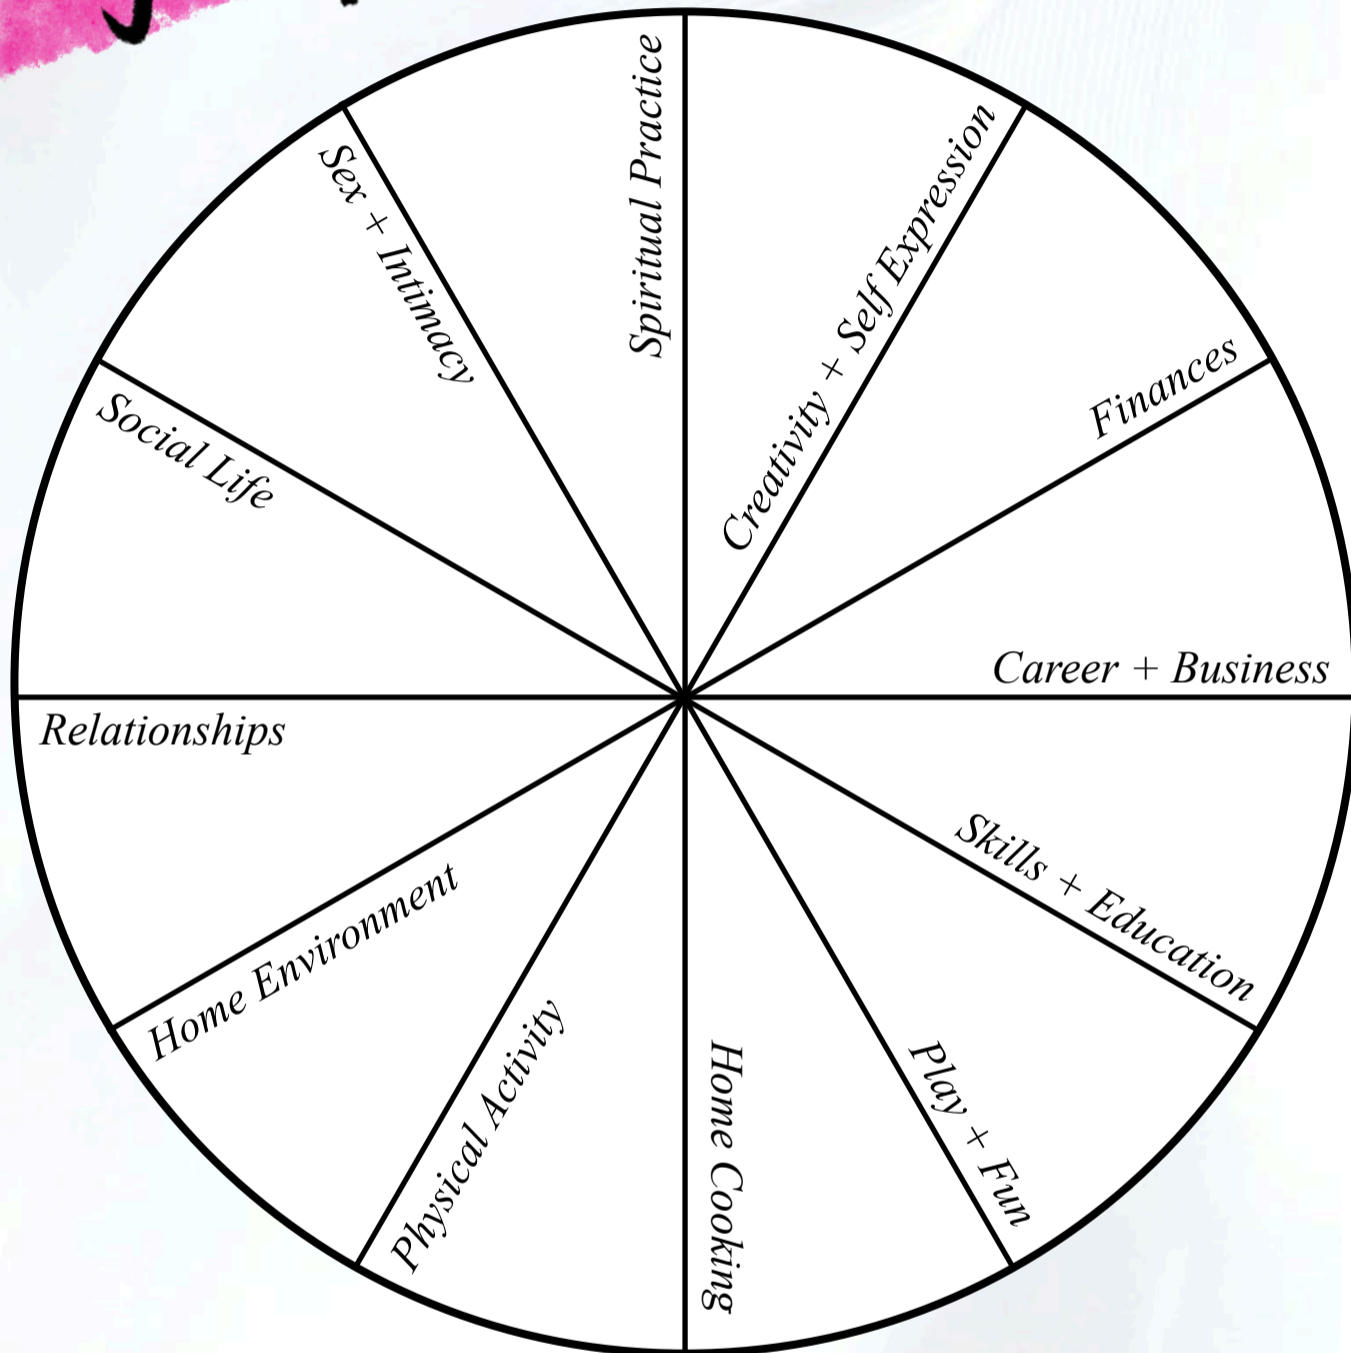 Spiritual Practice
Creativity + Self Expression
Finances
Career + Business
Skills + Education
Play + Fun
Home Cooking
Physical Activity
Home Environment
Relationships
Social Life
Sex + Intimacy